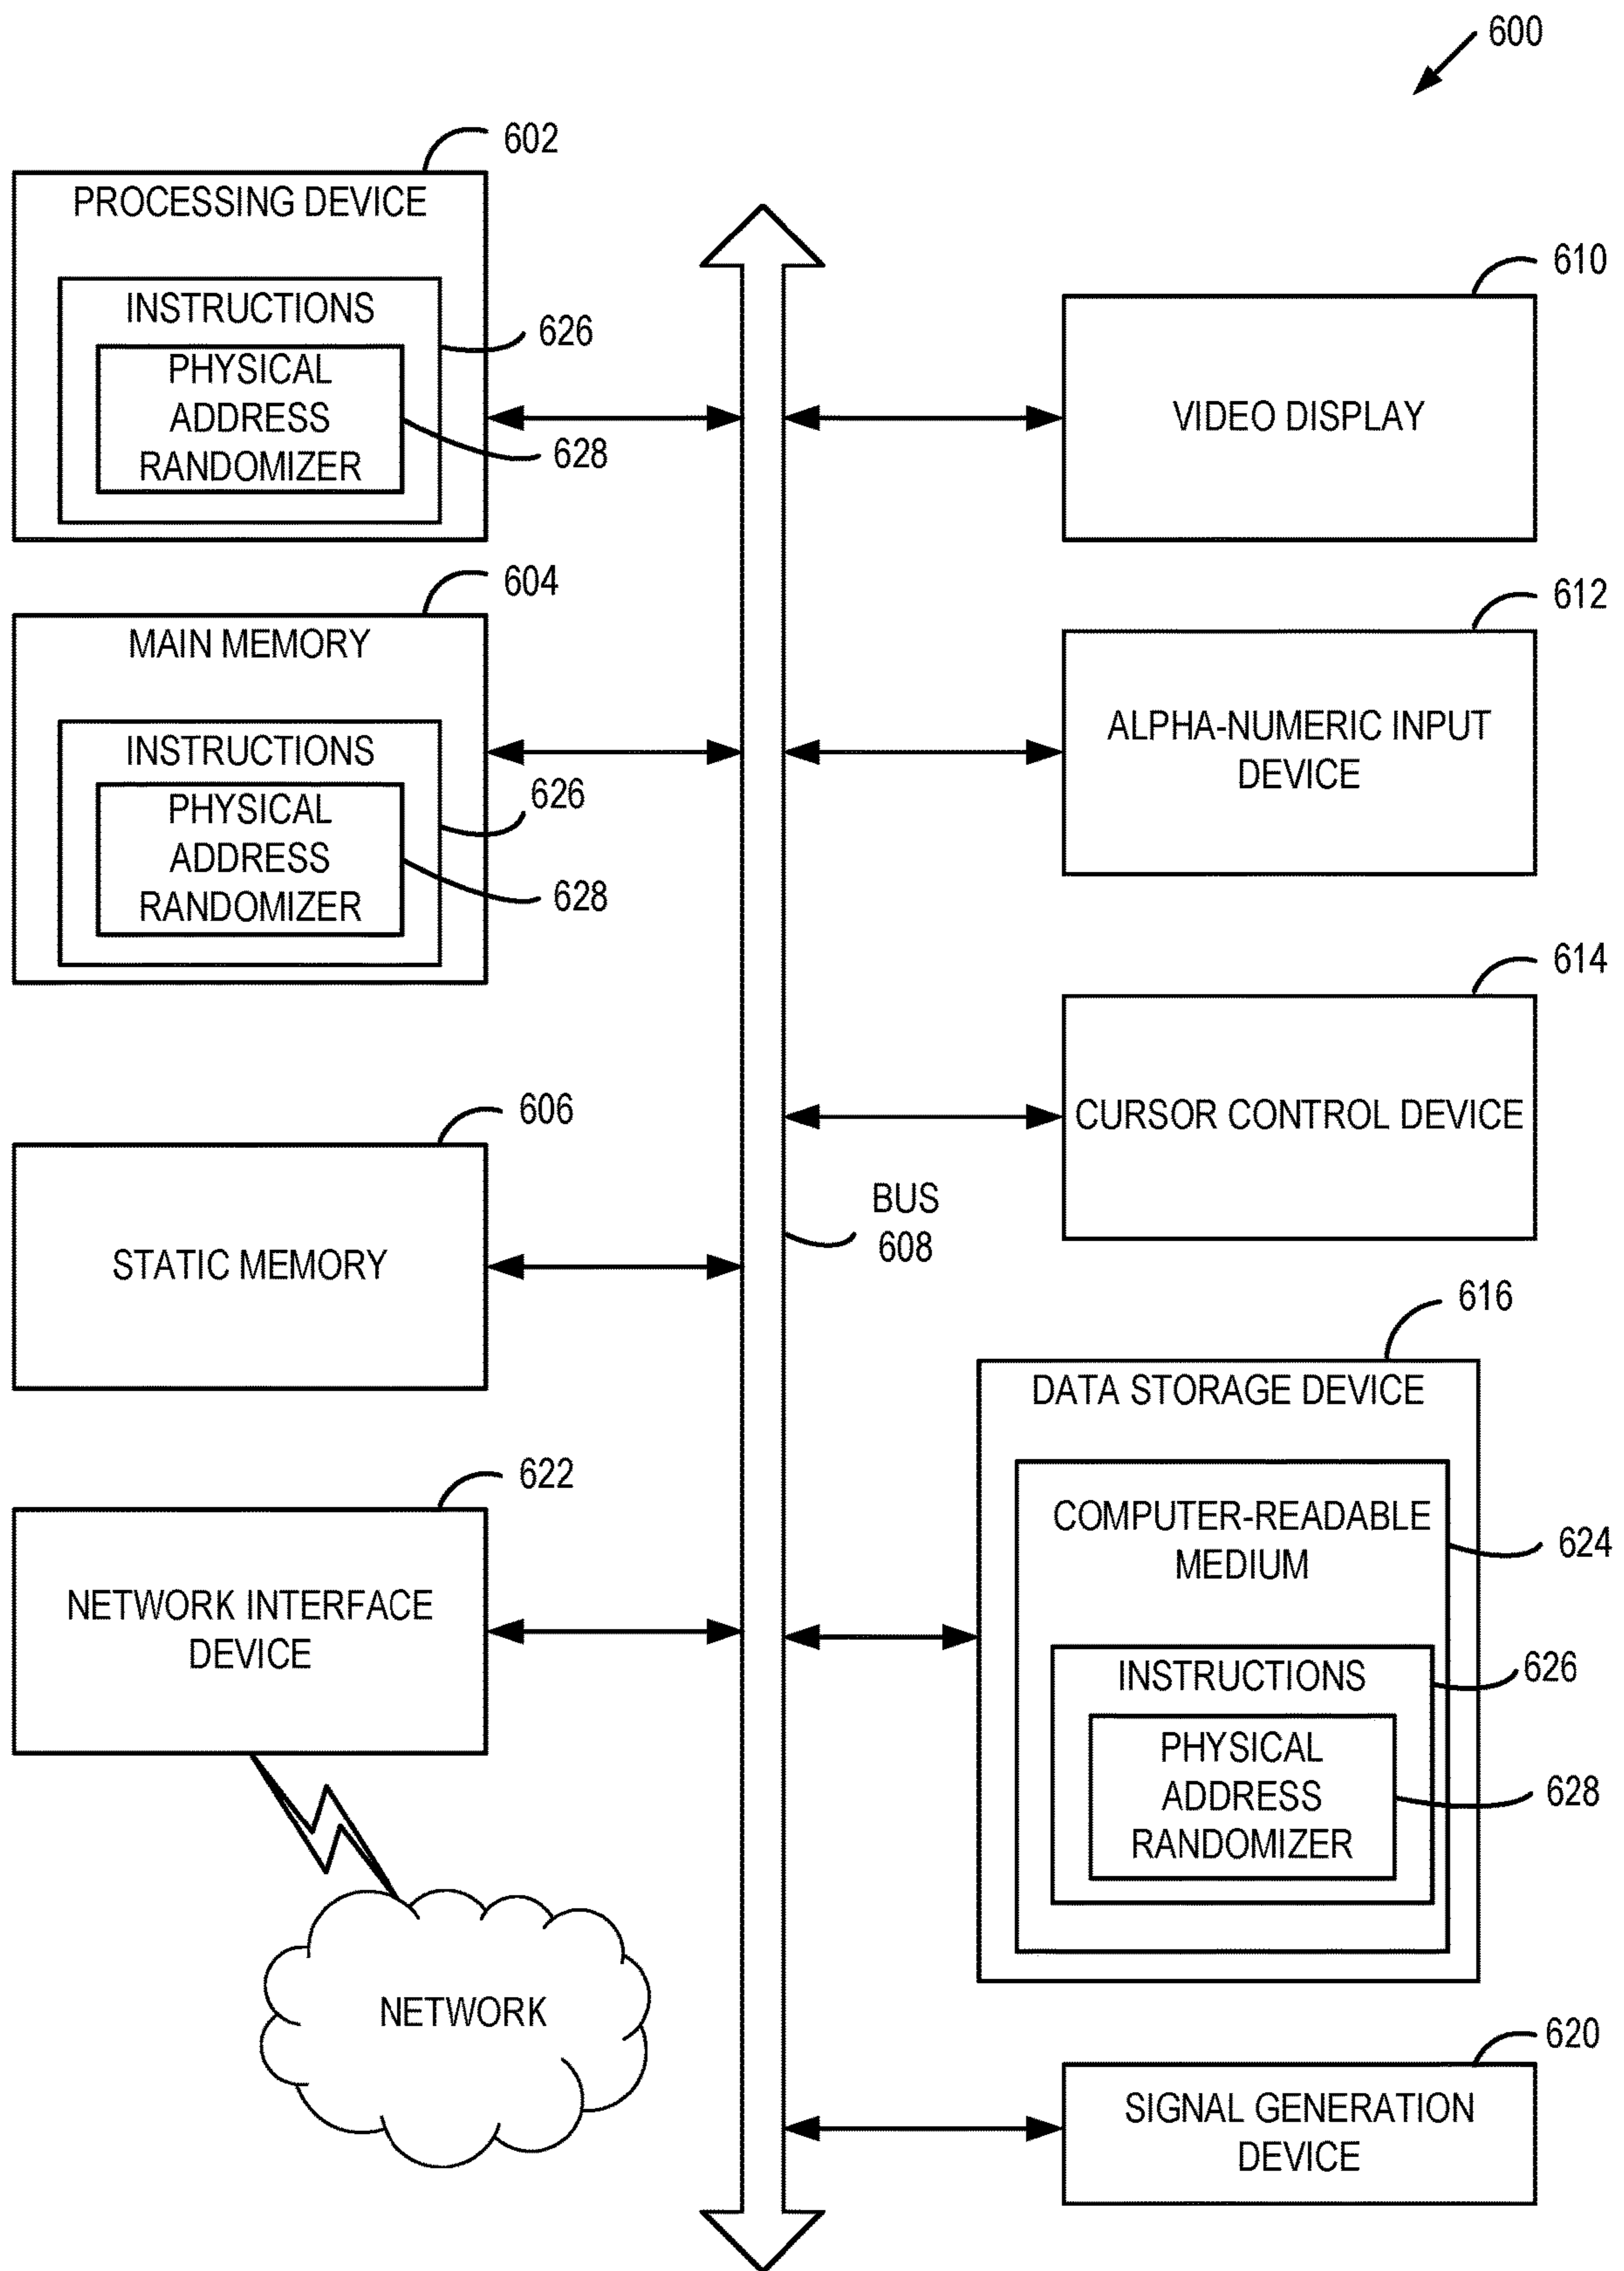 600
602
PROCESSING DEVICE
INSTRUCTIONS
626
PHYSICAL
ADDRESS
RANDOMIZER
628
604
MAIN MEMORY
INSTRUCTIONS
626
PHYSICAL
ADDRESS
RANDOMIZER
628
606
STATIC MEMORY
622
NETWORK INTERFACE
DEVICE
NETWORK
BUS
608
610
VIDEO DISPLAY
612
ALPHA-NUMERIC INPUT
DEVICE
614
CURSOR CONTROL DEVICE
616
DATA STORAGE DEVICE
COMPUTER-READABLE
MEDIUM
624
INSTRUCTIONS
626
PHYSICAL
ADDRESS
RANDOMIZER
628
620
SIGNAL GENERATION
DEVICE